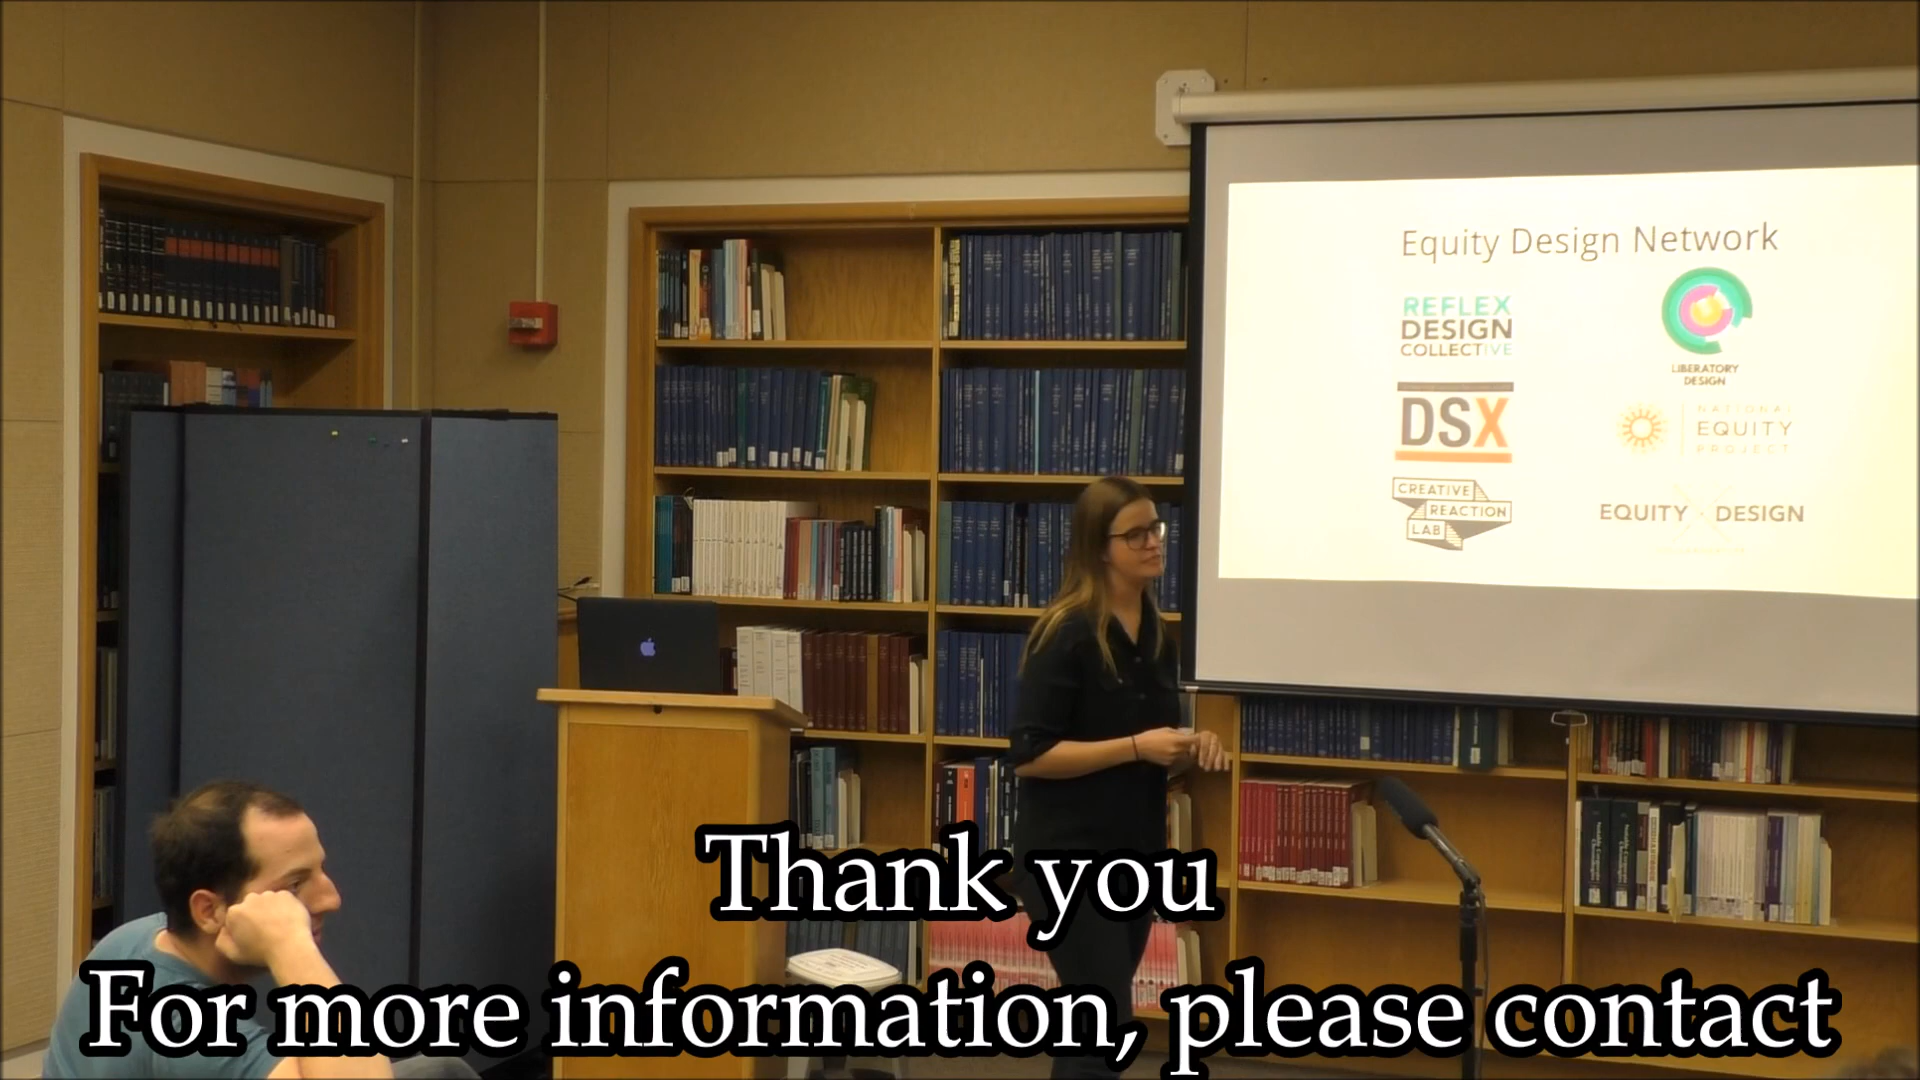 Equity Design Network
REFLEX
DESIGN
COLLECTIVE
LIBERATORY
DESIGN
DSX
NATIONAL
EQUITY
PROJECT
CREATIVE
REACTION
LAB
EQUITY DESIGN
Thank you
For more information, please contact